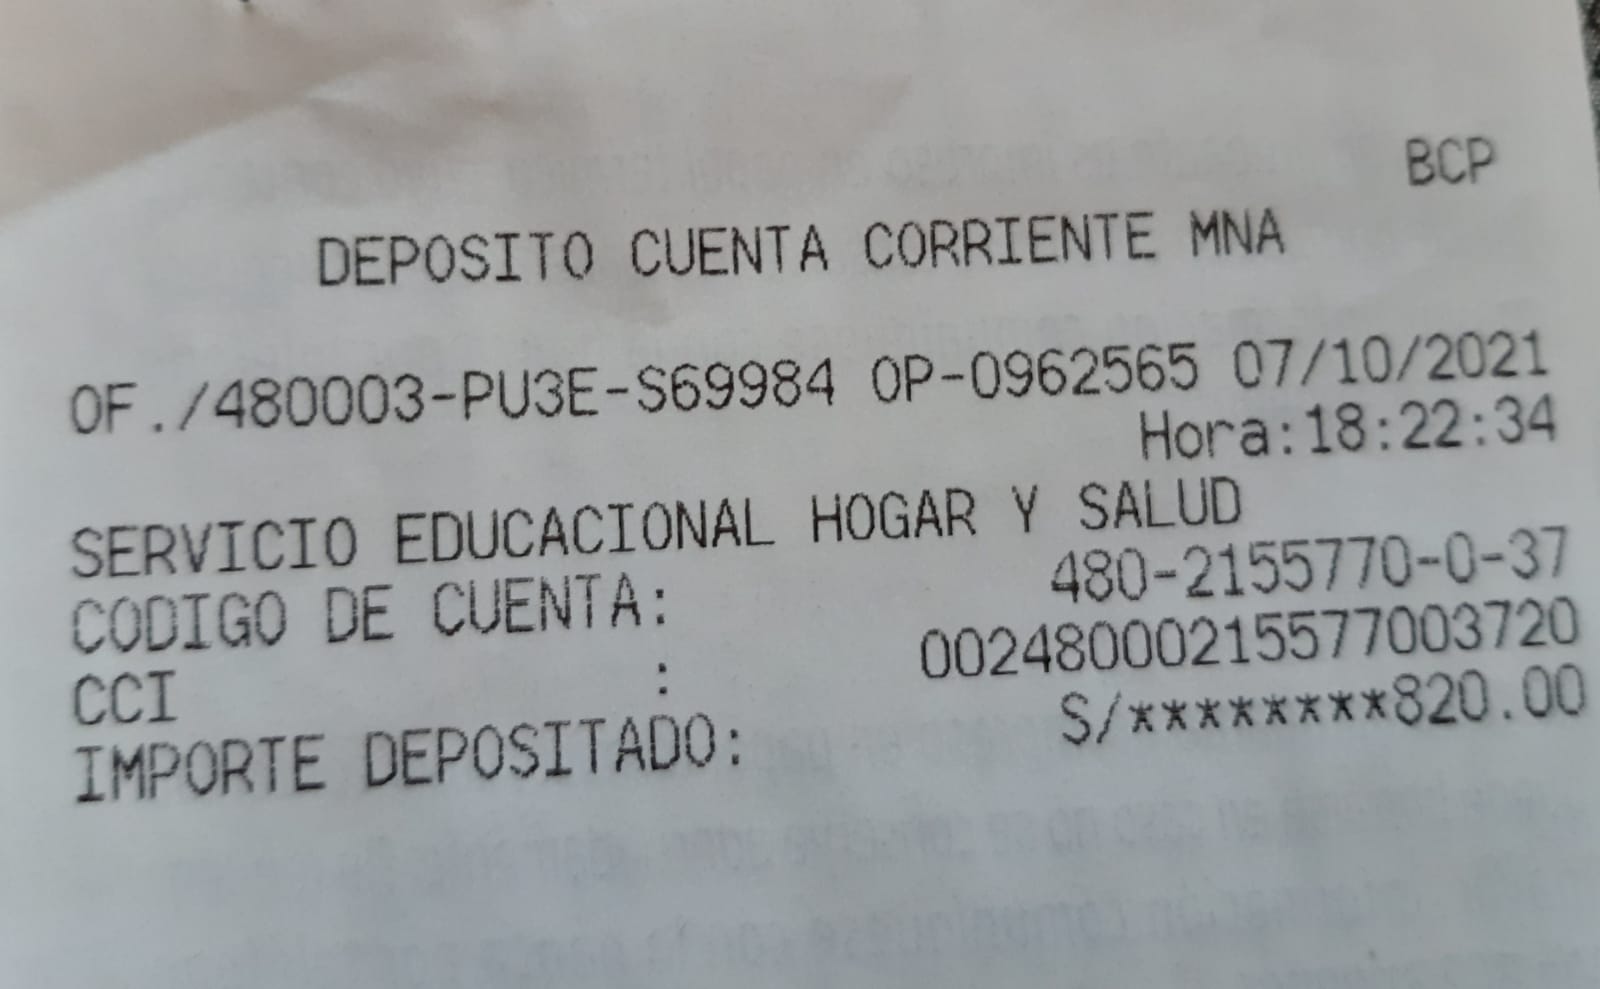 BCP
DEPOSITO CUENTA CORRIENTE MNA
OF./480003-PU3E-S69984 OP-0962565 07/10/2021
Hora:18:22:34
SERVICIO EDUCACIONAL HOGAR Y SALUD
CODIGO DE CUENTA: 480-2155770-0-37
CCI : 00248000215577003720
IMPORTE DEPOSITADO: S/********820.00